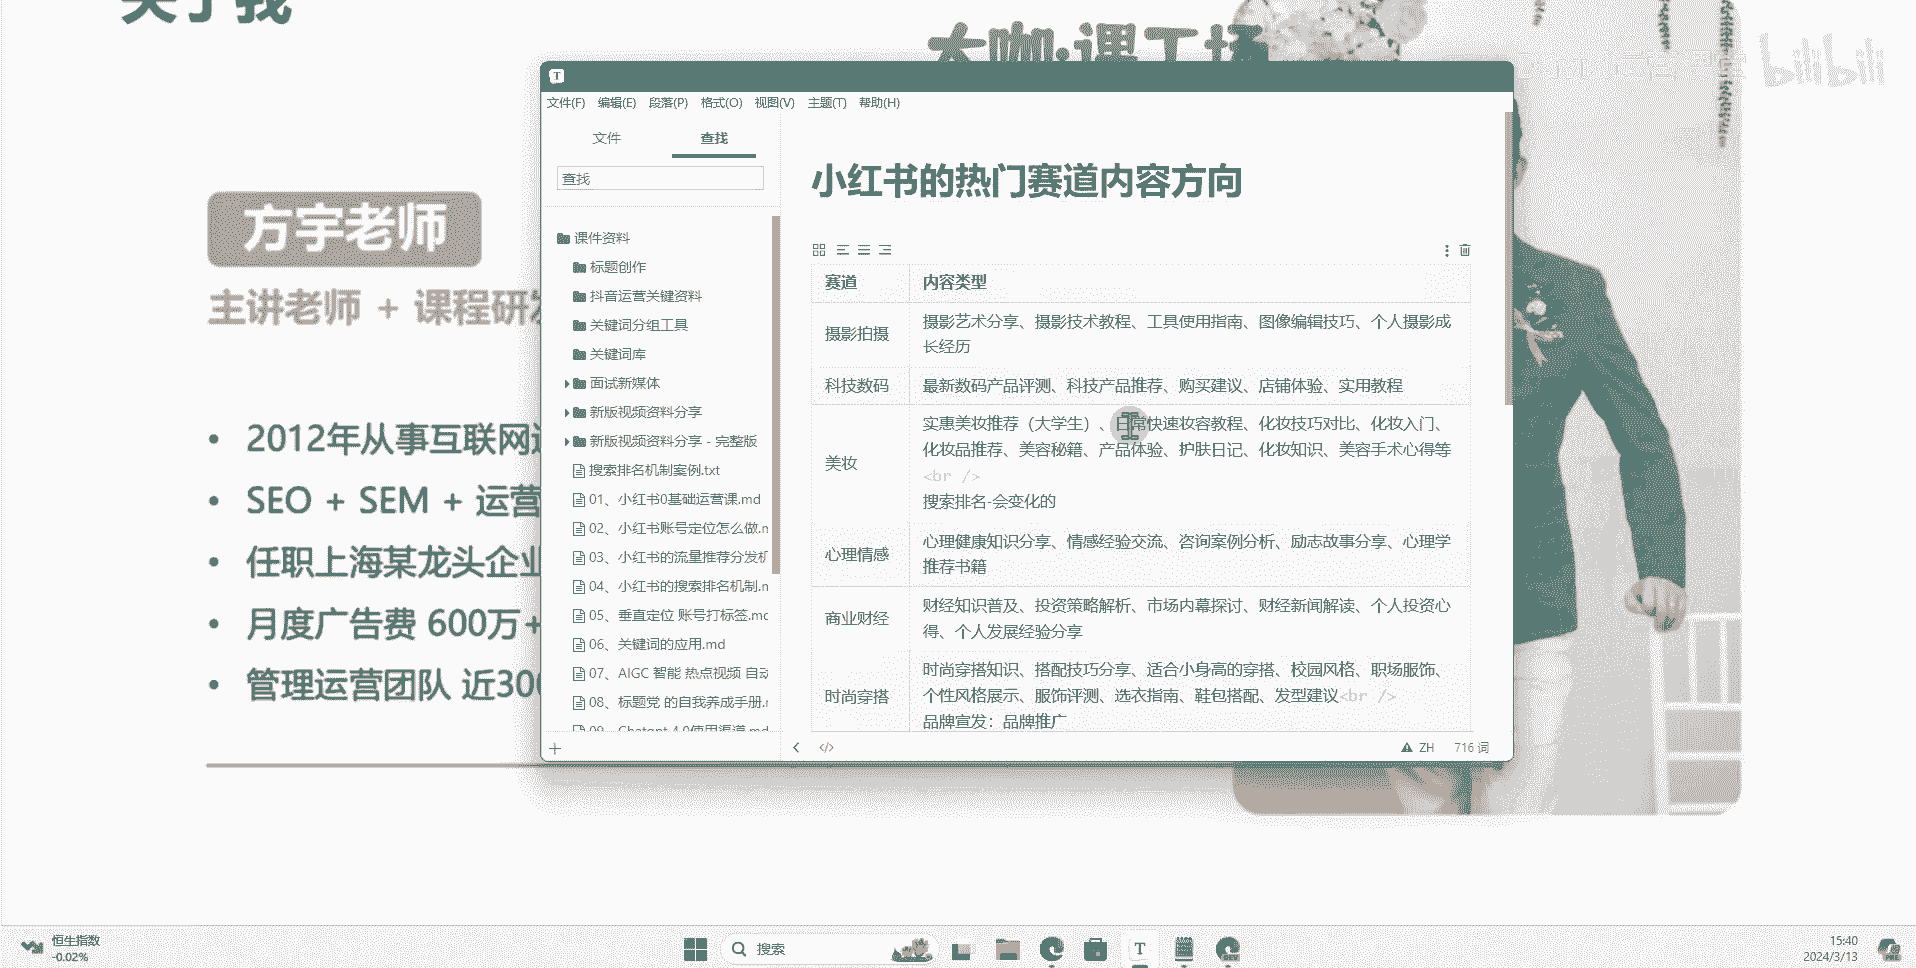 关于我
大咖·课工场
bilibili
方宇老师
主讲老师 + 课程研发
• 2012年从事互联网
• SEO + SEM + 运营
• 任职上海某龙头企业
• 月度广告费 600万+
• 管理运营团队 近300
文件(F) 编辑(E) 段落(P) 格式(O) 视图(V) 主题(T) 帮助(H)
文件 查找
查找
课件资料
标题创作
抖音运营关键资料
关键词分组工具
关键词库
面试新媒体
新版视频资料分享
新版视频资料分享 - 完整版
搜索排名机制案例.txt
01、小红书0基础运营课.md
02、小红书账号定位怎么做.m
03、小红书的流量推荐分发机
04、小红书的搜索排名机制.m
05、垂直定位 账号打标签.mc
06、关键词的应用.md
07、AIGC 智能 热点视频 自动
08、标题党 的自我养成手册.r
09、Chatgpt 4.0使用渠道.md
小红书的热门赛道内容方向
赛道 内容类型
摄影拍摄 摄影艺术分享、摄影技术教程、工具使用指南、图像编辑技巧、个人摄影成
长经历
科技数码 最新数码产品评测、科技产品推荐、购买建议、店铺体验、实用教程
美妆 实惠美妆推荐（大学生）、日常快速妆容教程、化妆技巧对比、化妆入门、
化妆品推荐、美容秘籍、产品体验、护肤日记、化妆知识、美容手术心得等
<br />
搜索排名-会变化的
心理情感 心理健康知识分享、情感经验交流、咨询案例分析、励志故事分享、心理学
推荐书籍
商业财经 财经知识普及、投资策略解析、市场内幕探讨、财经新闻解读、个人投资心
得、个人发展经验分享
时尚穿搭 时尚穿搭知识、搭配技巧分享、适合小身高的穿搭、校园风格、职场服饰、
个性风格展示、服饰评测、选衣指南、鞋包搭配、发型建议<br />
品牌宣发：品牌推广
ZH 716 词
恒生指数
-0.02%
搜索
15:40
2024/3/13